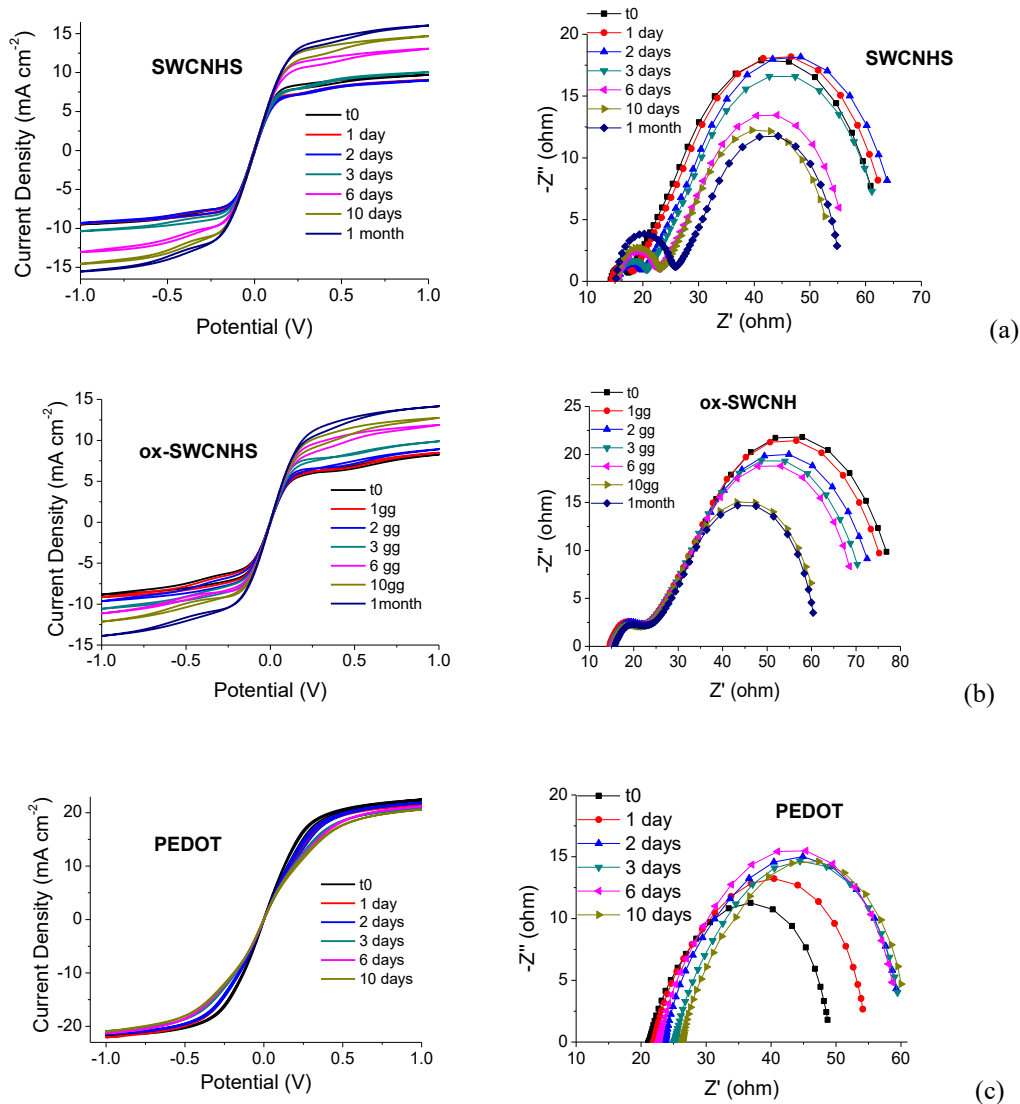 SWCNHS
Current Density (mA cm-2)
15
10
5
0
-5
-10
-15
-1.0
-0.5
0.0
0.5
1.0
Potential (V)
t0
1 day
2 days
3 days
6 days
10 days
1 month
SWCNHS
-Z'' (ohm)
18
12
6
0
10
20
30
40
50
60
70
Z' (ohm)
t0
1 day
2 days
3 days
6 days
10 days
1 month
(a)
ox-SWCNHS
Current Density (mA cm-2)
15
10
5
0
-5
-10
-15
-1.0
-0.5
0.0
0.5
1.0
Potential (V)
t0
1gg
2 gg
3 gg
6 gg
10gg
1month
ox-SWCNH
-Z'' (ohm)
25
20
15
10
5
0
10
20
30
40
50
60
70
80
Z' (ohm)
t0
1gg
2 gg
3 gg
6 gg
10gg
1month
(b)
PEDOT
Current Density (mA cm-2)
20
10
0
-10
-20
-1.0
-0.5
0.0
0.5
1.0
Potential (V)
t0
1 day
2 days
3 days
6 days
10 days
PEDOT
-Z'' (ohm)
20
15
10
5
0
10
20
30
40
50
60
Z' (ohm)
t0
1 day
2 days
3 days
6 days
10 days
(c)